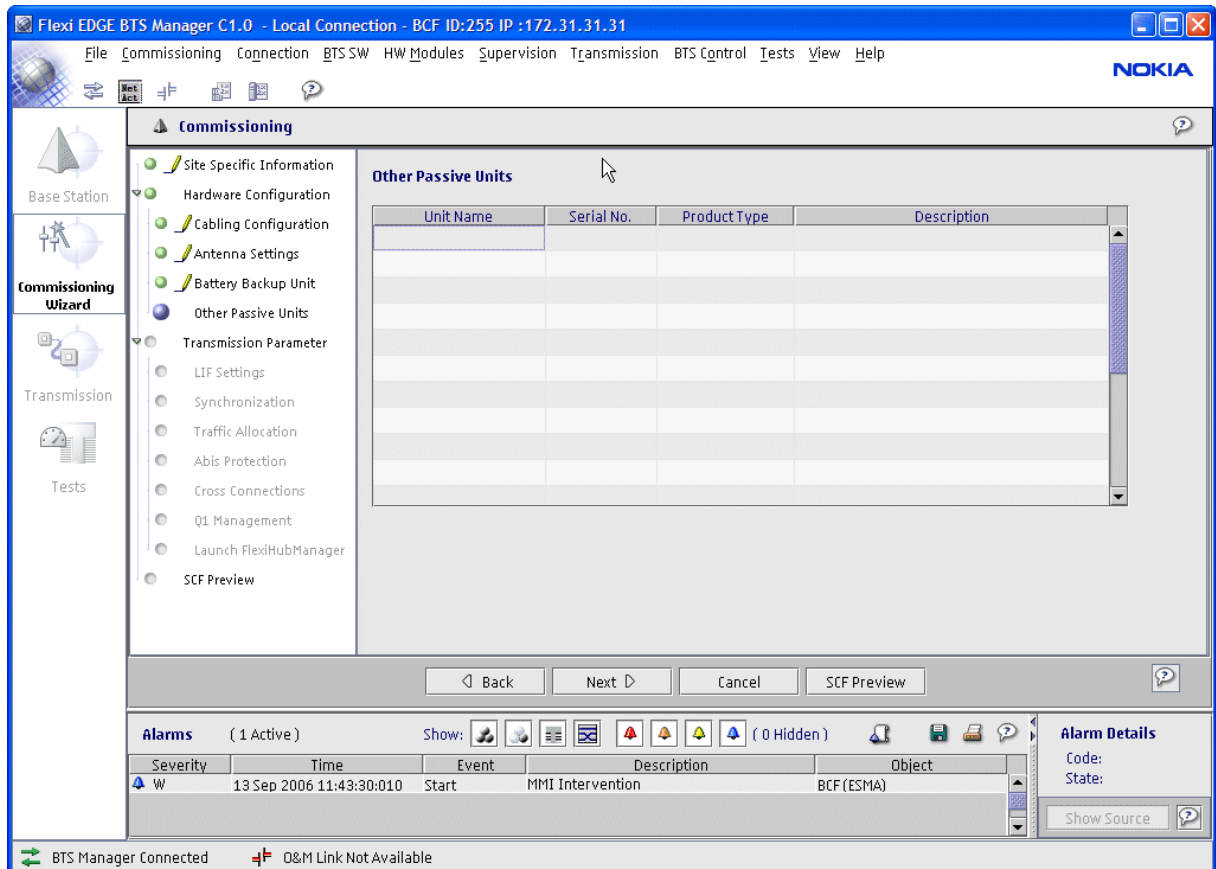 Flexi EDGE BTS Manager C1.0 - Local Connection - BCF ID:255 IP :172.31.31.31
File Commissioning Connection BTS SW HW Modules Supervision Transmission BTS Control Tests View Help
NOKIA
Net
Act
Commissioning
Base Station
Commissioning
Wizard
Transmission
Tests
Site Specific Information
Hardware Configuration
Cabling Configuration
Antenna Settings
Battery Backup Unit
Other Passive Units
Transmission Parameter
LIF Settings
Synchronization
Traffic Allocation
Abis Protection
Cross Connections
Q1 Management
Launch FlexiHubManager
SCF Preview
Other Passive Units
Unit Name Serial No. Product Type Description
Back Next Cancel SCF Preview
Alarms ( 1 Active ) Show: ( 0 Hidden )
Severity Time Event Description Object
W 13 Sep 2006 11:43:30:010 Start MMI Intervention BCF(ESMA)
Alarm Details
Code:
State:
Show Source
BTS Manager Connected O&M Link Not Available